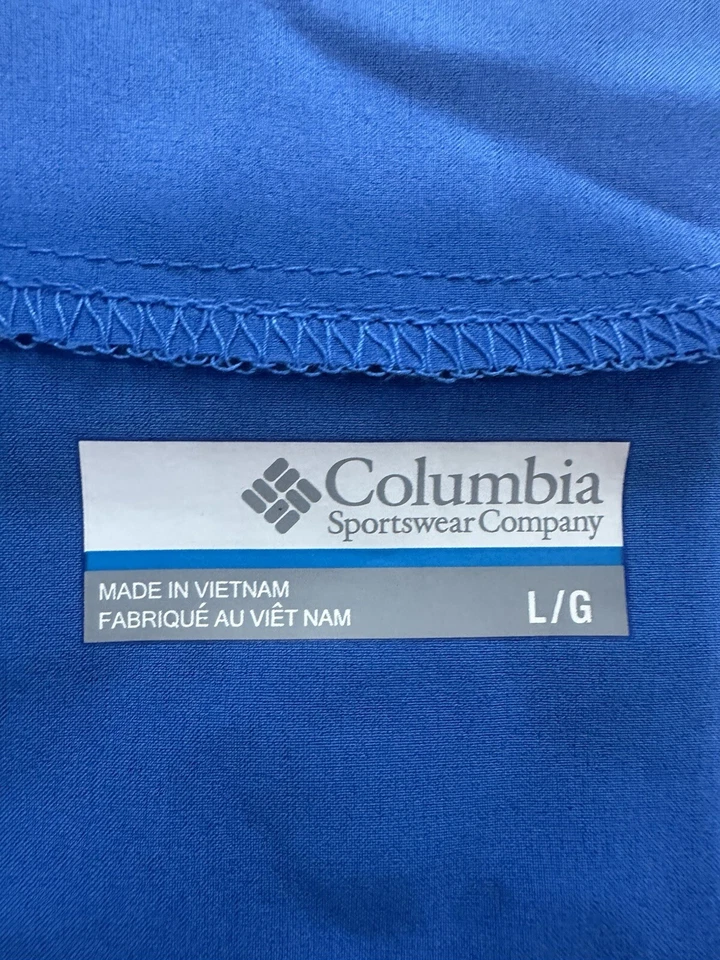 Columbia
Sportswear Company
MADE IN VIETNAM
FABRIQUÉ AU VIÊT NAM
L/G